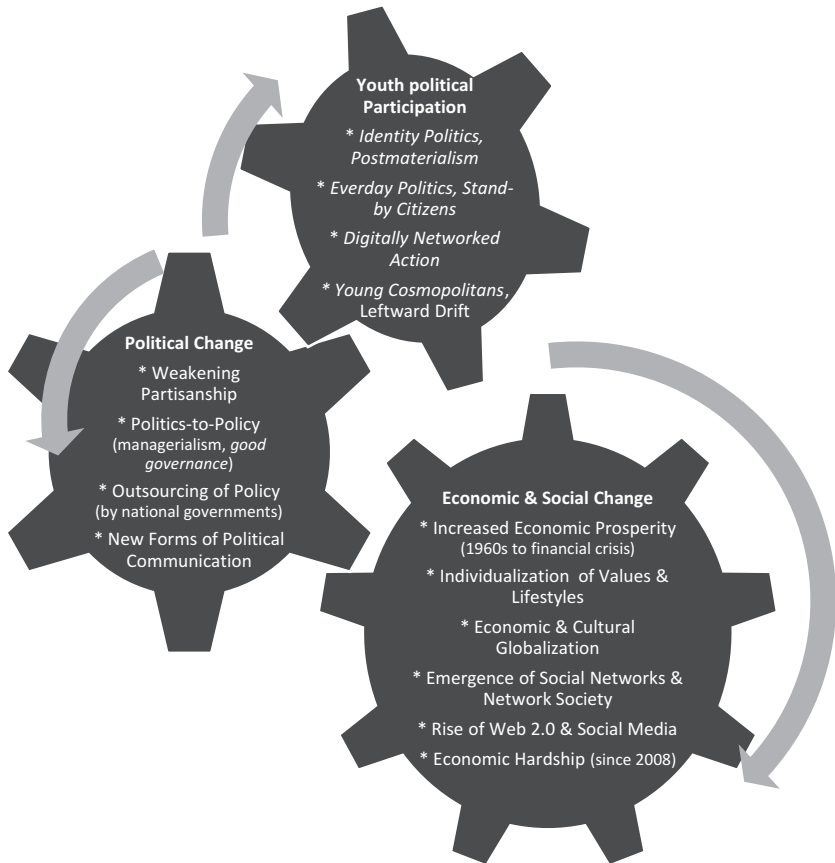 Youth political
Participation
* Identity Politics,
Postmaterialism
* Everday Politics, Stand-
by Citizens
* Digitally Networked
Action
* Young Cosmopolitans,
Leftward Drift
Political Change
* Weakening
Partisanship
* Politics-to-Policy
(managerialism, good
governance)
* Outsourcing of Policy
(by national governments)
* New Forms of Political
Communication
Economic & Social Change
* Increased Economic Prosperity
(1960s to financial crisis)
* Individualization of Values &
Lifestyles
* Economic & Cultural
Globalization
* Emergence of Social Networks &
Network Society
* Rise of Web 2.0 & Social Media
* Economic Hardship (since 2008)